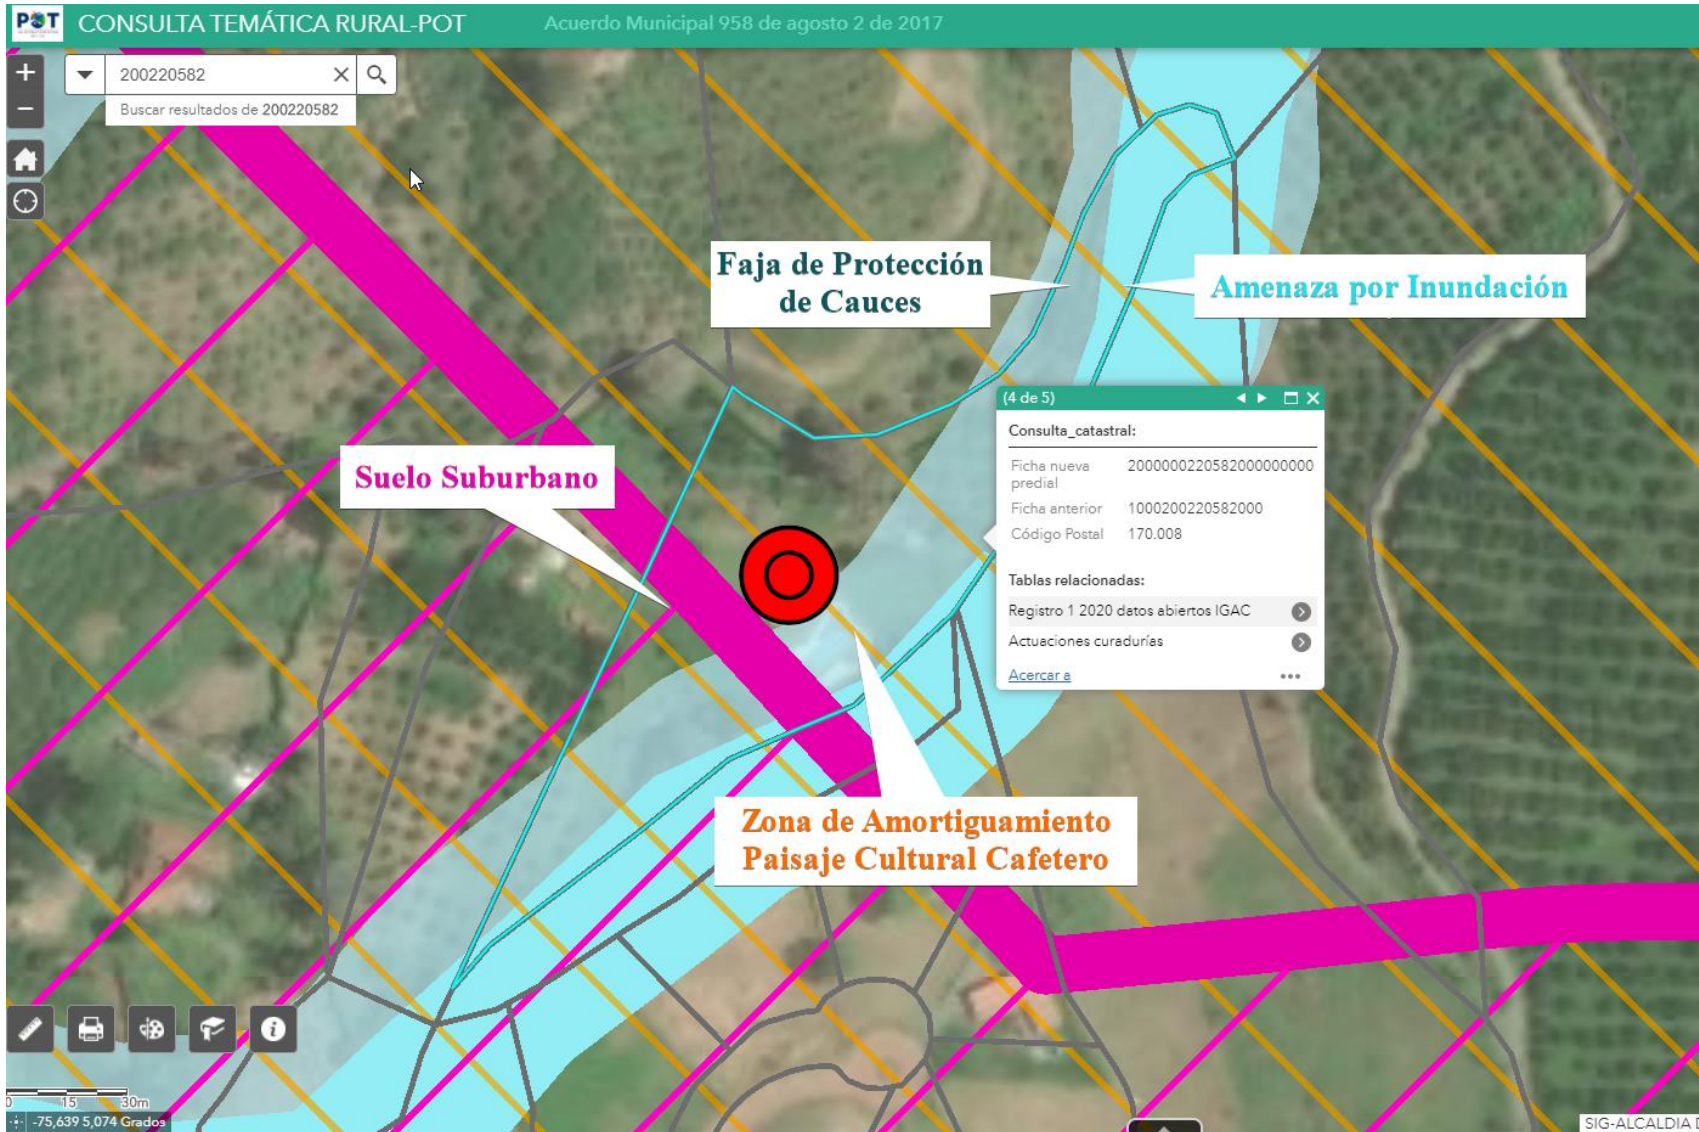 POT
CONSULTA TEMÁTICA RURAL-POT
Acuerdo Municipal 958 de agosto 2 de 2017
200220582
Buscar resultados de 200220582
Faja de Protección
de Cauces
Amenaza por Inundación
Suelo Suburbano
(4 de 5)
Consulta_catastral:
Ficha nueva predial 2000000220582000000000
Ficha anterior 1000200220582000
Código Postal 170.008
Tablas relacionadas:
Registro 1 2020 datos abiertos IGAC
Actuaciones curadurías
Acercar a
Zona de Amortiguamiento
Paisaje Cultural Cafetero
0 15 30m
-75,639 5,074 Grados
SIG-ALCALDIA D